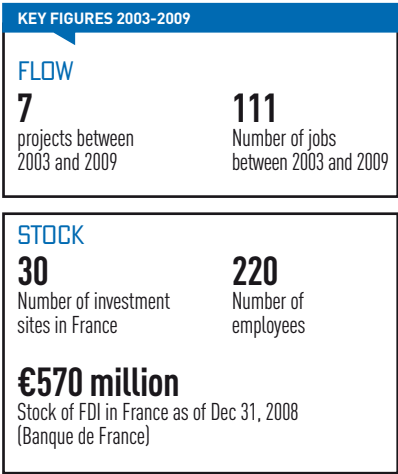 KEY FIGURES 2003-2009
FLOW
7
projects between
2003 and 2009
111
Number of jobs
between 2003 and 2009
STOCK
30
Number of investment
sites in France
220
Number of
employees
€570 million
Stock of FDI in France as of Dec 31, 2008
(Banque de France)